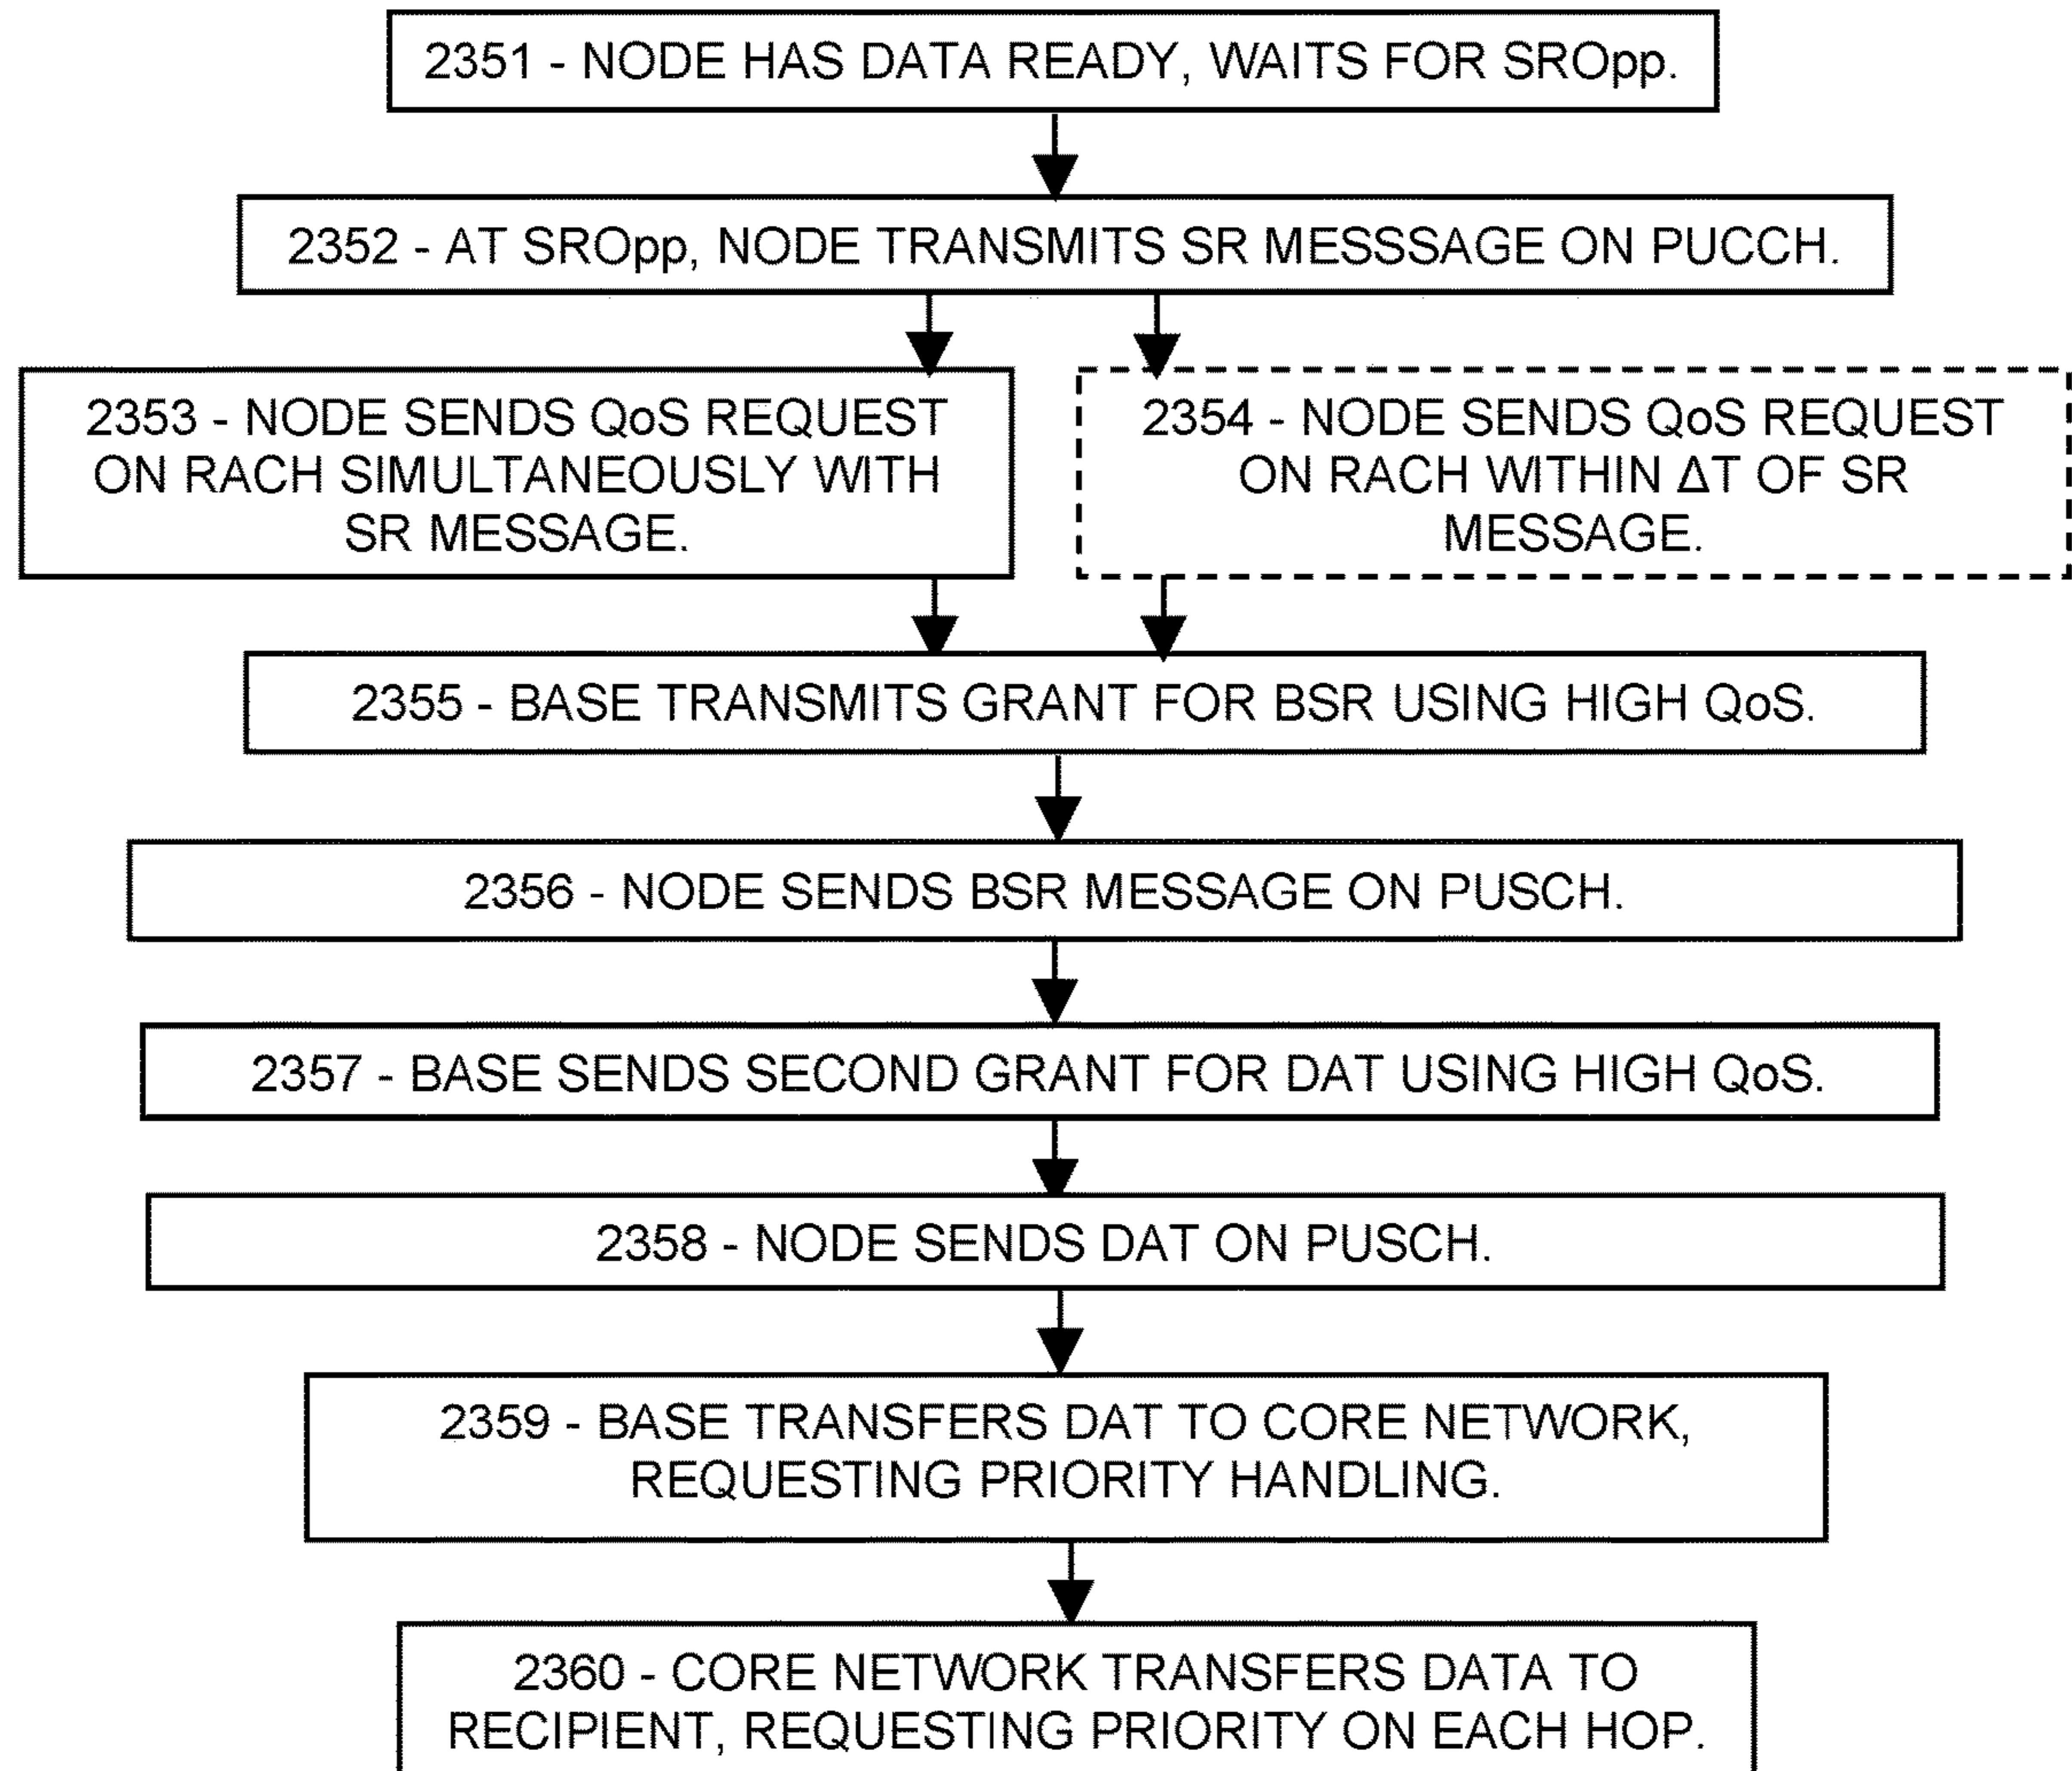 2351 - NODE HAS DATA READY, WAITS FOR SROpp.
2352 - AT SROpp, NODE TRANSMITS SR MESSSAGE ON PUCCH.
2353 - NODE SENDS QoS REQUEST
ON RACH SIMULTANEOUSLY WITH
SR MESSAGE.
2354 - NODE SENDS QoS REQUEST
ON RACH WITHIN ΔT OF SR
MESSAGE.
2355 - BASE TRANSMITS GRANT FOR BSR USING HIGH QoS.
2356 - NODE SENDS BSR MESSAGE ON PUSCH.
2357 - BASE SENDS SECOND GRANT FOR DAT USING HIGH QoS.
2358 - NODE SENDS DAT ON PUSCH.
2359 - BASE TRANSFERS DAT TO CORE NETWORK,
REQUESTING PRIORITY HANDLING.
2360 - CORE NETWORK TRANSFERS DATA TO
RECIPIENT, REQUESTING PRIORITY ON EACH HOP.